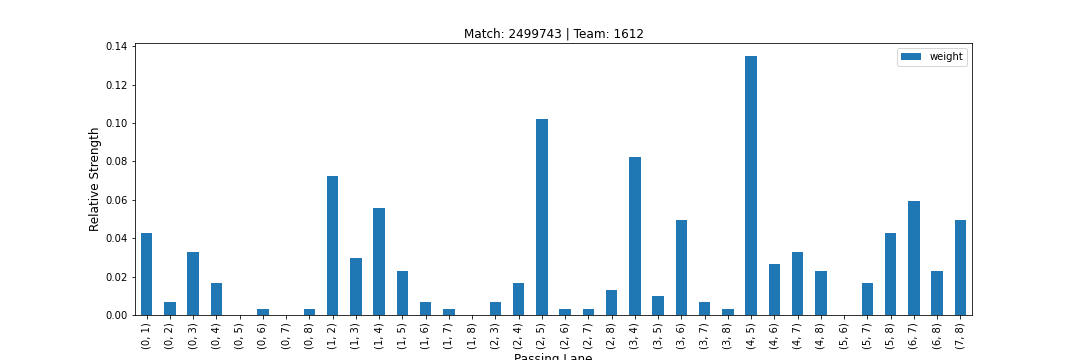 Match: 2499743 | Team: 1612
weight
Relative Strength
0.14
0.12
0.10
0.08
0.06
0.04
0.02
0.00
(0, 1) (0, 2) (0, 3) (0, 4) (0, 5) (0, 6) (0, 7) (0, 8) (1, 2) (1, 3) (1, 4) (1, 5) (1, 6) (1, 7) (1, 8) (2, 3) (2, 4) (2, 5) (2, 6) (2, 7) (2, 8) (3, 4) (3, 5) (3, 6) (3, 7) (3, 8) (4, 5) (4, 6) (4, 7) (4, 8) (5, 6) (5, 7) (5, 8) (6, 7) (6, 8) (7, 8)
Passing Lane